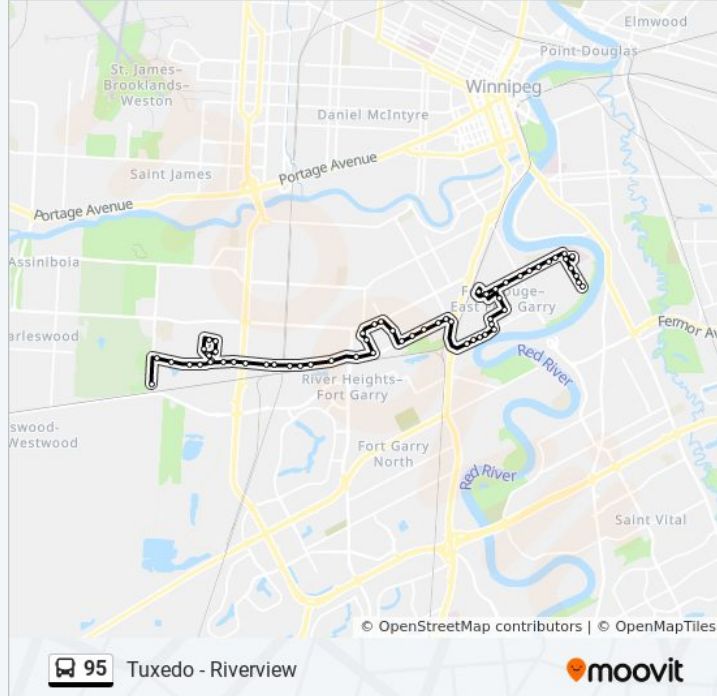 Elmwood
Point-Douglas
St. James–
Brooklands–
Weston
Winnipeg
Daniel McIntyre
Saint James
Portage Avenue
Portage Avenue
Assiniboia
Fort Rouge–
East Fort Garry
arleswood
Fermor Av
Red River
River Heights–
Fort Garry
swood-
Westwood
Fort Garry
North
Red River
Saint Vital
© OpenStreetMap contributors | © OpenMapTiles
95 Tuxedo - Riverview
moovit